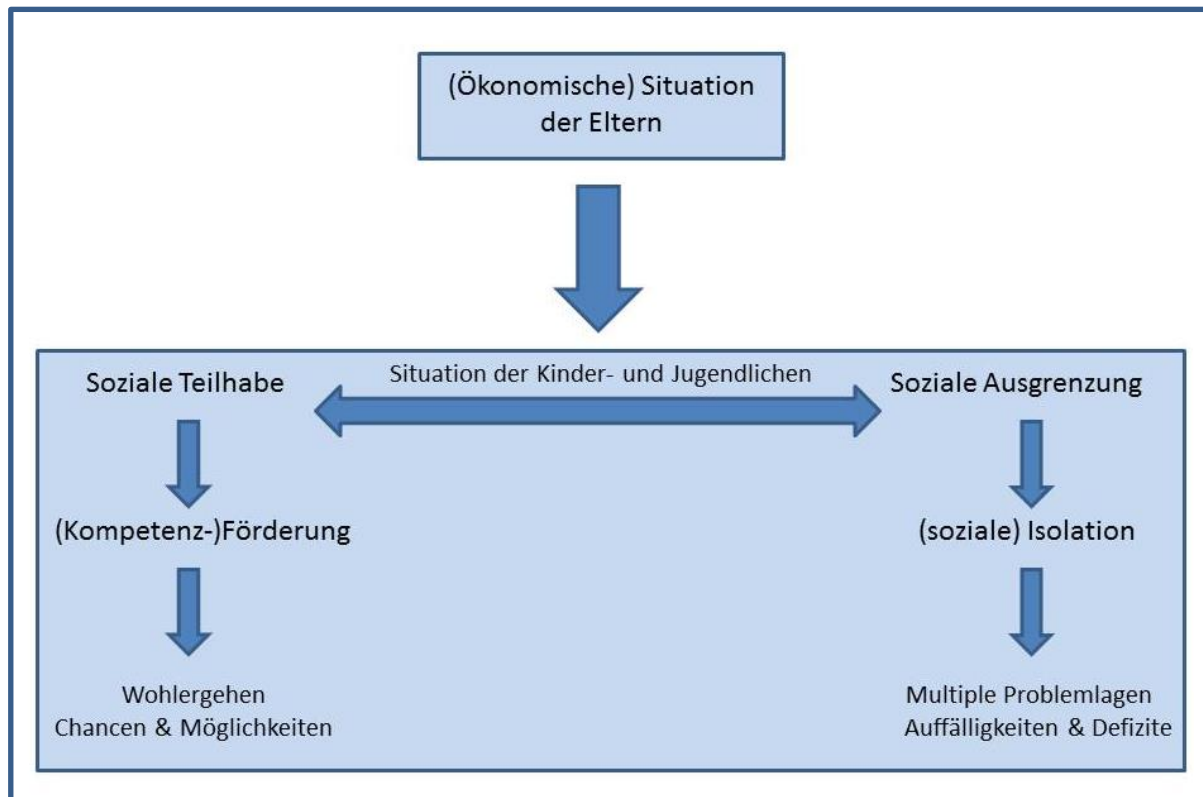 (Ökonomische) Situation
der Eltern
Situation der Kinder- und Jugendlichen
Soziale Teilhabe
Soziale Ausgrenzung
(Kompetenz-)Förderung
(soziale) Isolation
Wohlergehen
Chancen & Möglichkeiten
Multiple Problemlagen
Auffälligkeiten & Defizite